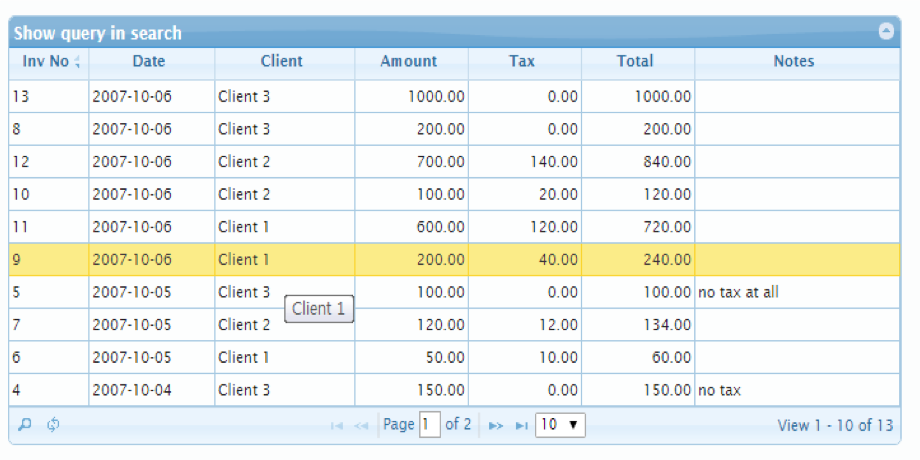 Show query in search
Inv No Date Client Amount Tax Total Notes
13 2007-10-06 Client 3 1000.00 0.00 1000.00
8 2007-10-06 Client 3 200.00 0.00 200.00
12 2007-10-06 Client 2 700.00 140.00 840.00
10 2007-10-06 Client 2 100.00 20.00 120.00
11 2007-10-06 Client 1 600.00 120.00 720.00
9 2007-10-06 Client 1 200.00 40.00 240.00
5 2007-10-05 Client 3 100.00 0.00 100.00 no tax at all
Client 1
7 2007-10-05 Client 2 120.00 12.00 134.00
6 2007-10-05 Client 1 50.00 10.00 60.00
4 2007-10-04 Client 3 150.00 0.00 150.00 no tax
Page 1 of 2 10 View 1 - 10 of 13